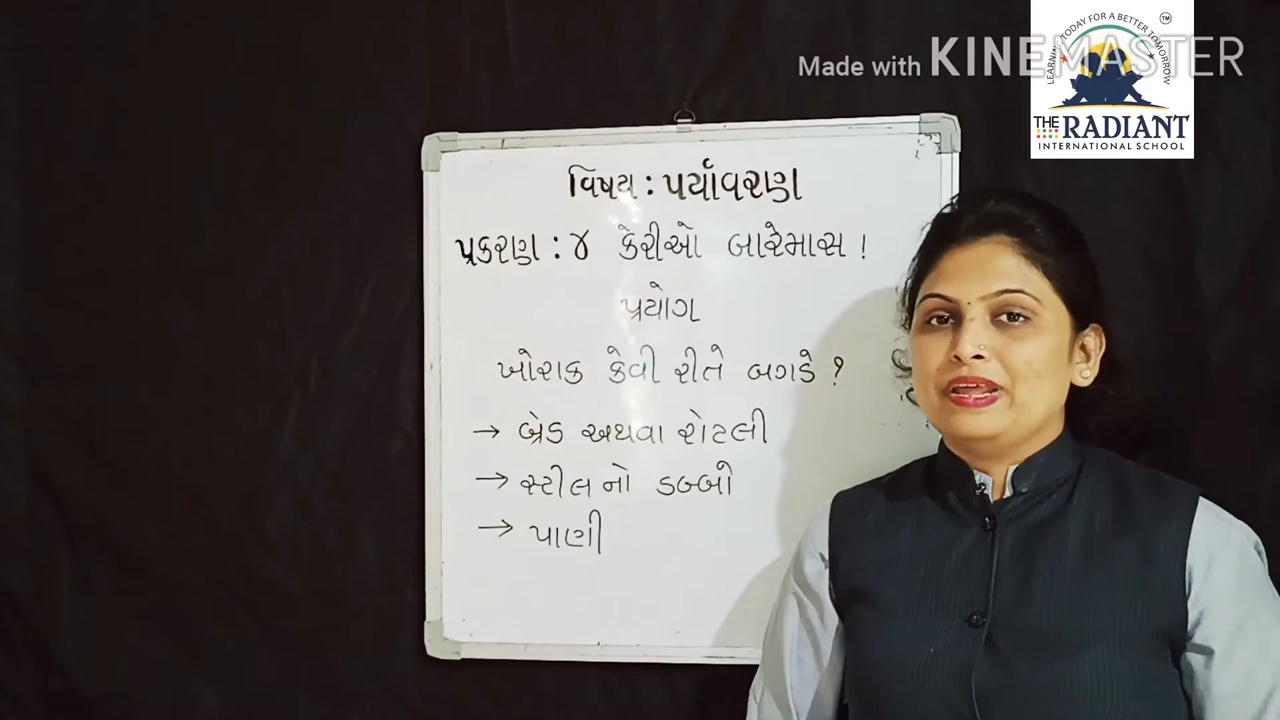 Made with KINEMASTER
LEARNING TODAY FOR A BETTER TOMORROW
TM
THE RADIANT
INTERNATIONAL SCHOOL
વિષય : પર્યાવરણ
પ્રકરણ : ૪ કેરીઓ બારેમાસ !
પ્રયોગ
ખોરાક કેવી રીતે બગડે ?
→ બ્રેડ અથવા રોટલી
→ સ્ટીલનો ડબ્બો
→ પાણી